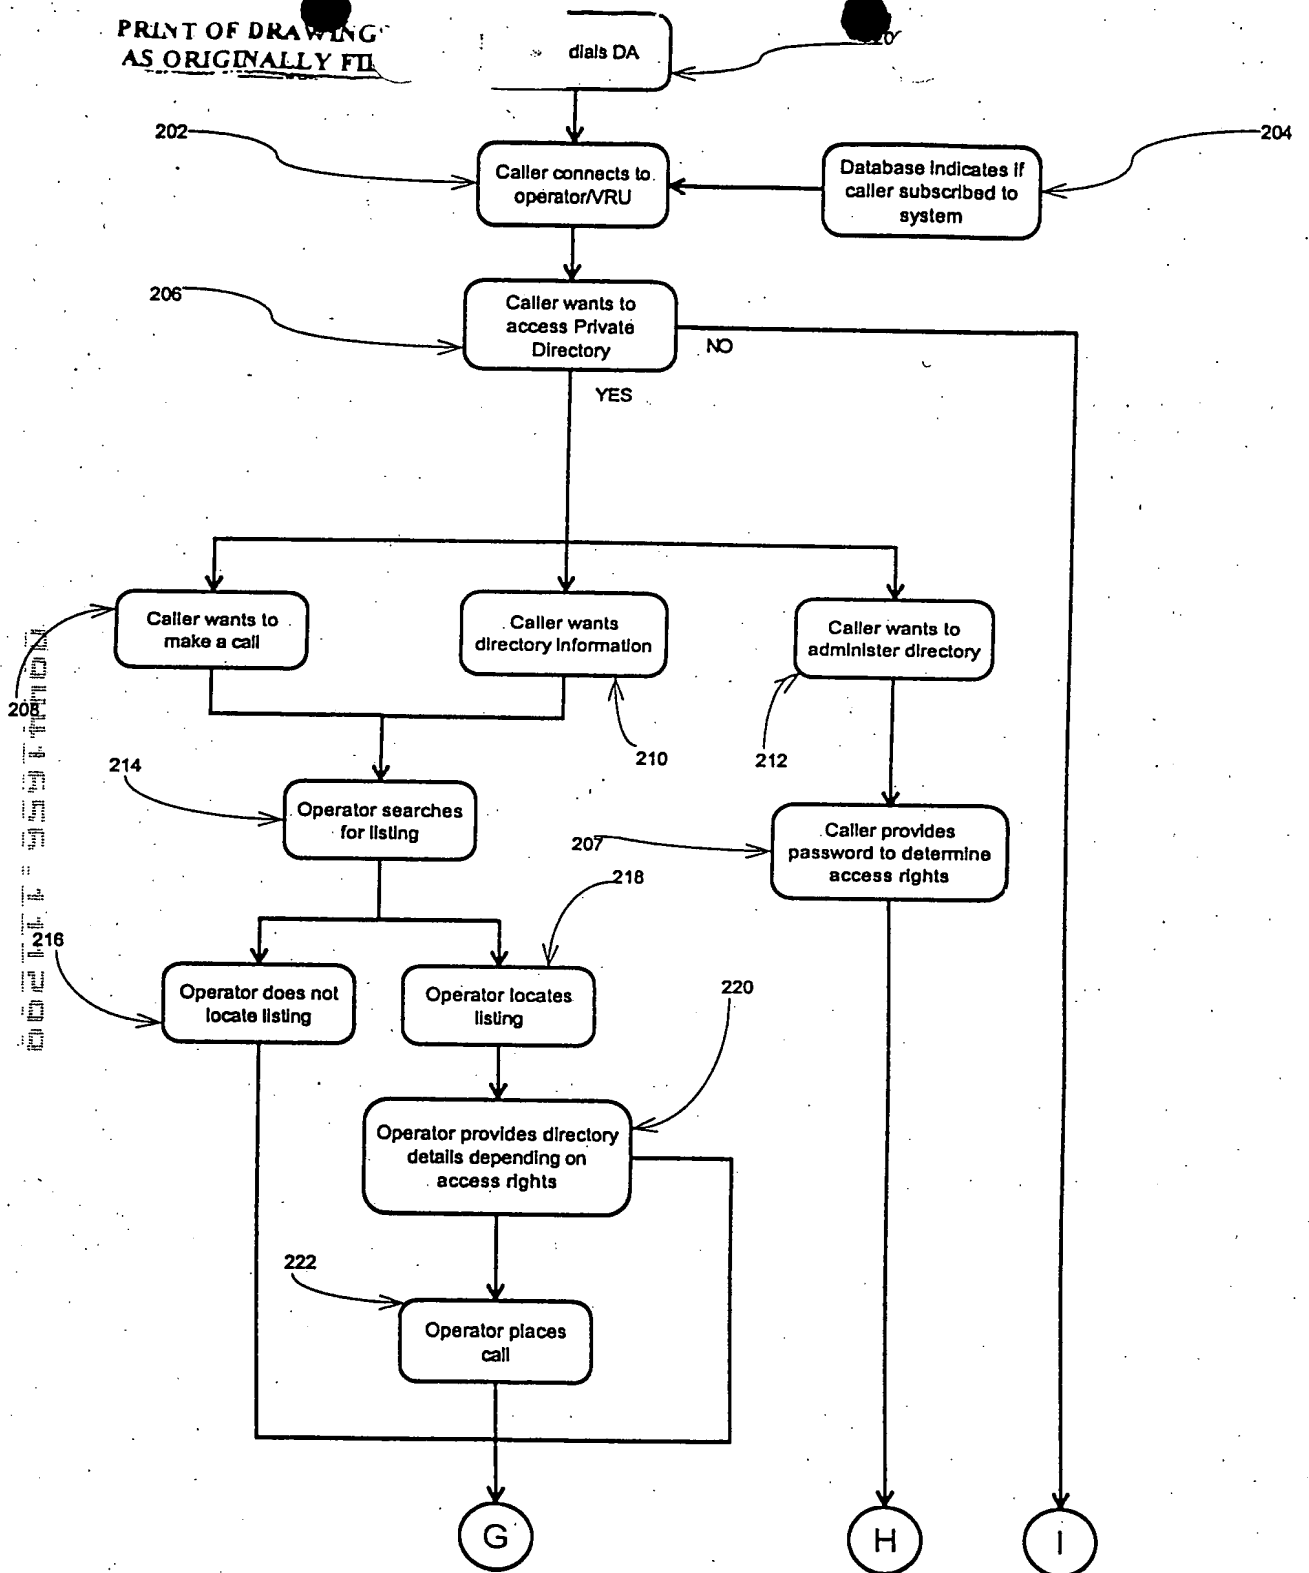 PRINT OF DRAWING
AS ORIGINALLY
dials DA
202
Caller connects to
operator/VRU
Database indicates if
caller subscribed to
system
204
206
Caller wants to
access Private
Directory
NO
YES
Caller wants to
make a call
Caller wants
directory information
Caller wants to
administer directory
208
210
212
214
Operator searches
for listing
207
Caller provides
password to determine
access rights
218
216
Operator does not
locate listing
Operator locates
listing
220
Operator provides directory
details depending on
access rights
222
Operator places
call
G
H
I